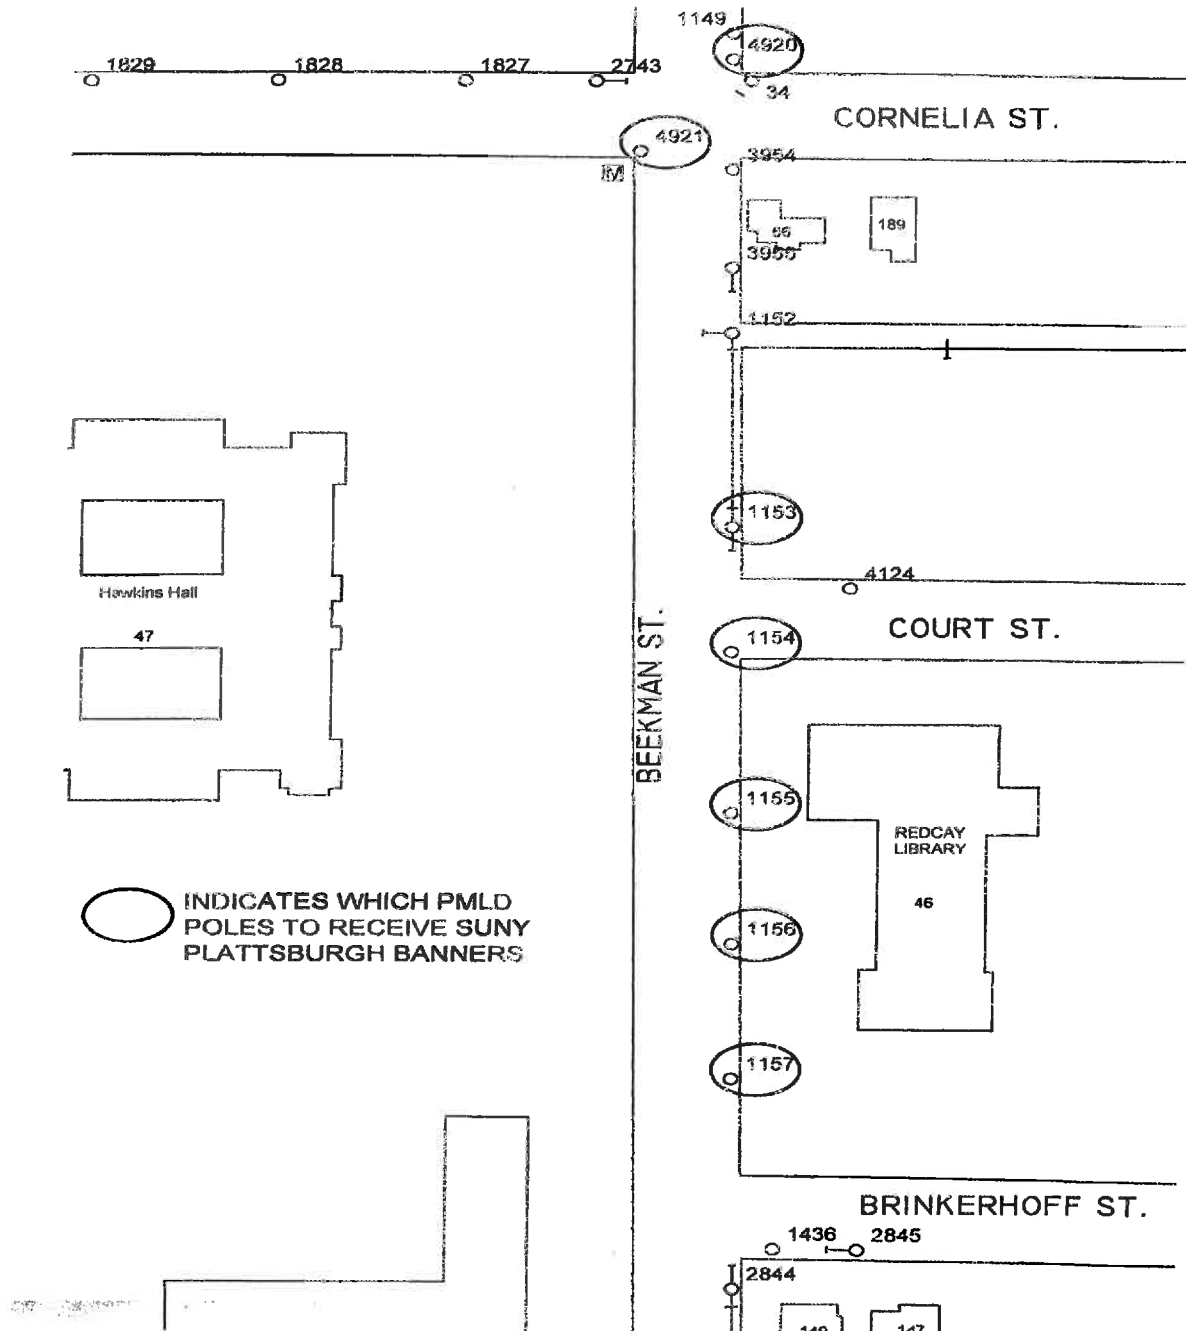 1149
4920
1829
1828
1827
2743
34
CORNELIA ST.
4921
3954
M
66
189
3955
1152
1153
Hawkins Hall
47
4124
COURT ST.
1154
BEEKMAN ST.
1155
REDCAY
LIBRARY
46
INDICATES WHICH PMLD
POLES TO RECEIVE SUNY
PLATTSBURGH BANNERS
1156
1157
BRINKERHOFF ST.
1436
2845
2844
149
147